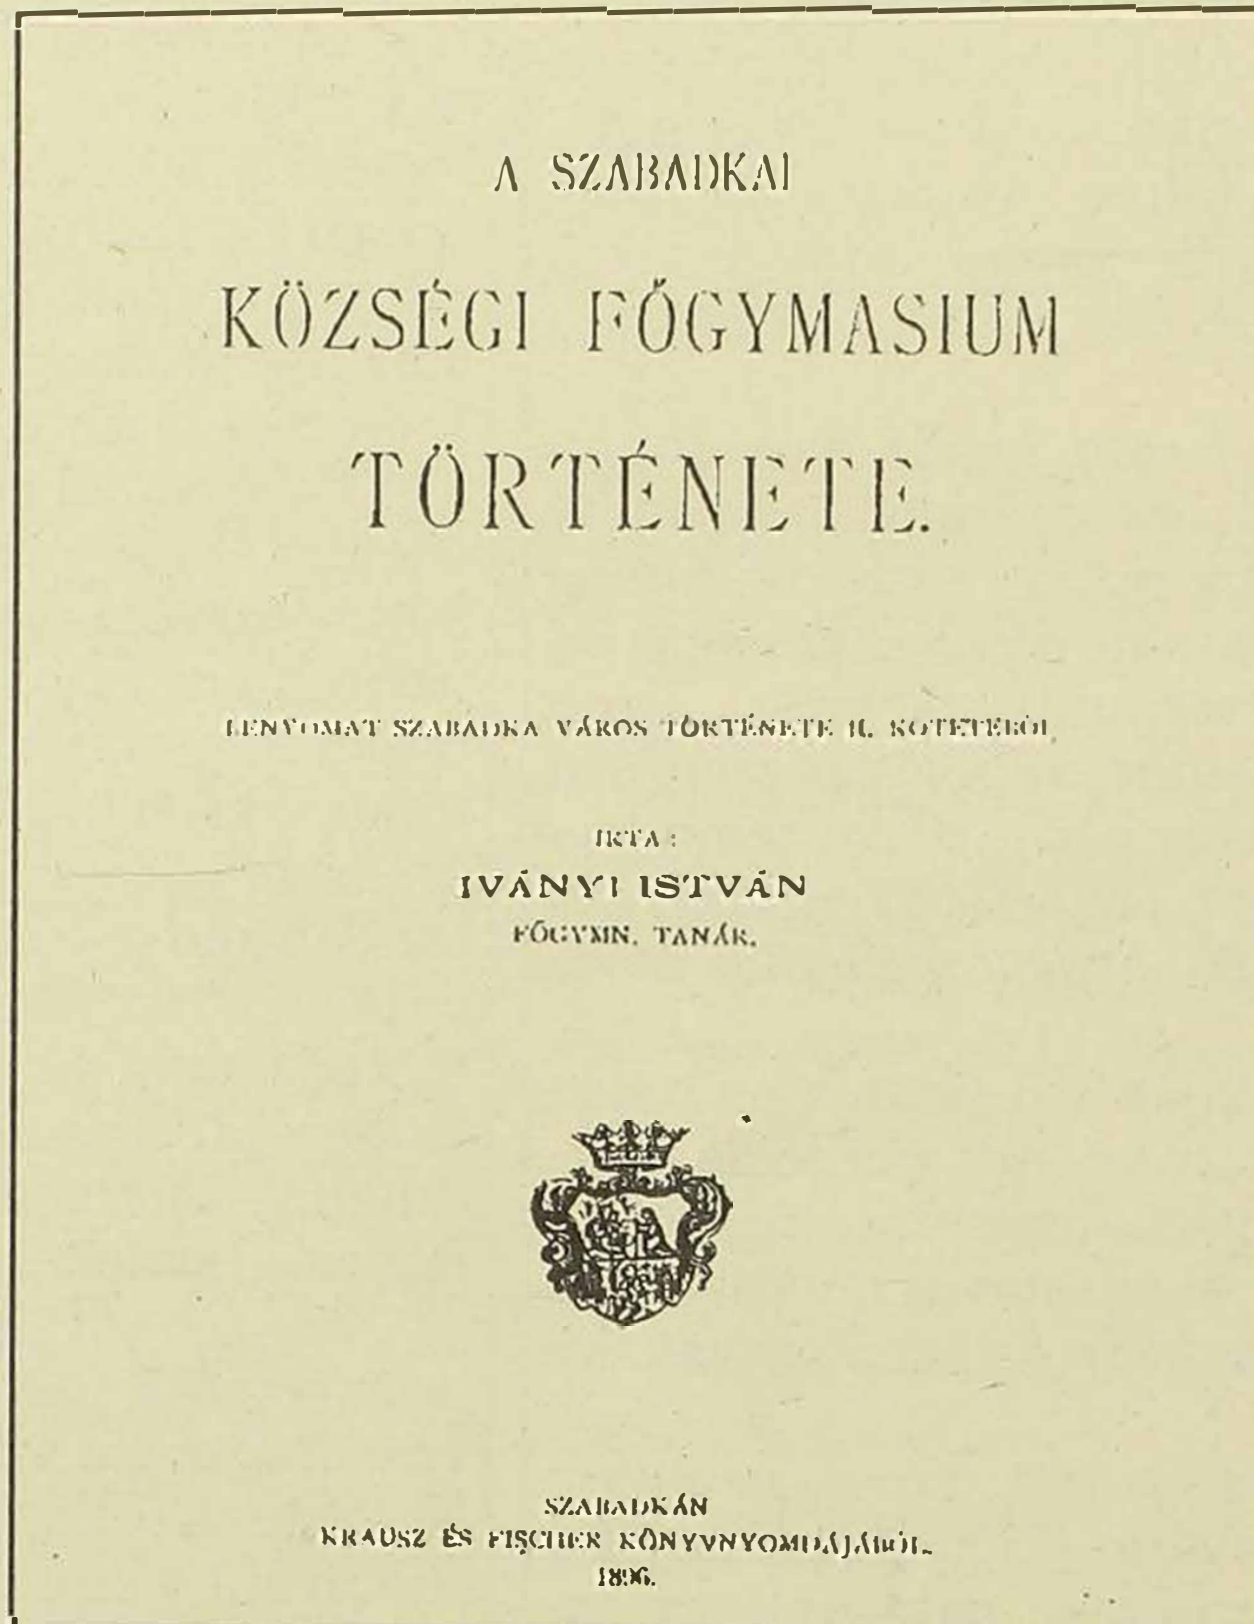 A SZABADKAI
KÖZSÉGI FŐGYMASIUM
TÖRTÉNETE.
LENYOMAT SZABADKA VÁROS TÖRTÉNETE II. KÖTETÉBŐL
IRTA:
IVÁNYI ISTVÁN
FŐGYMN. TANÁR.
SZABADKÁN
KRAUSZ ÉS FISCHER KÖNYVNYOMDÁJÁBÓL.
1896.